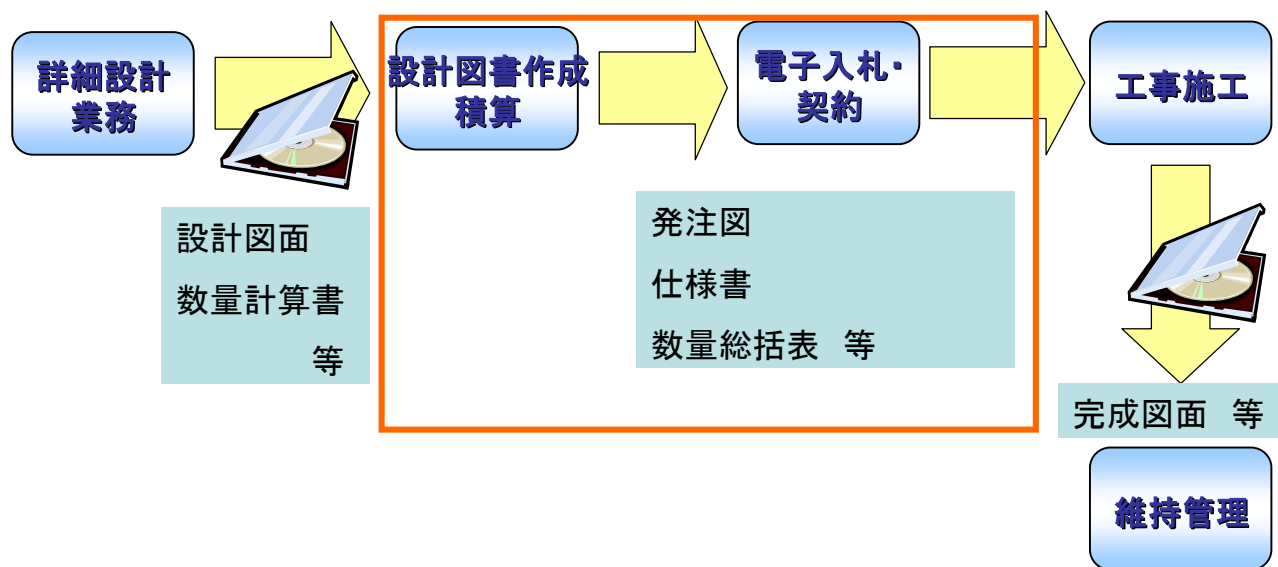 詳細設計
業務
設計図書作成
積算
電子入札・
契約
工事施工
設計図面
数量計算書
等
発注図
仕様書
数量総括表　等
完成図面　等
維持管理